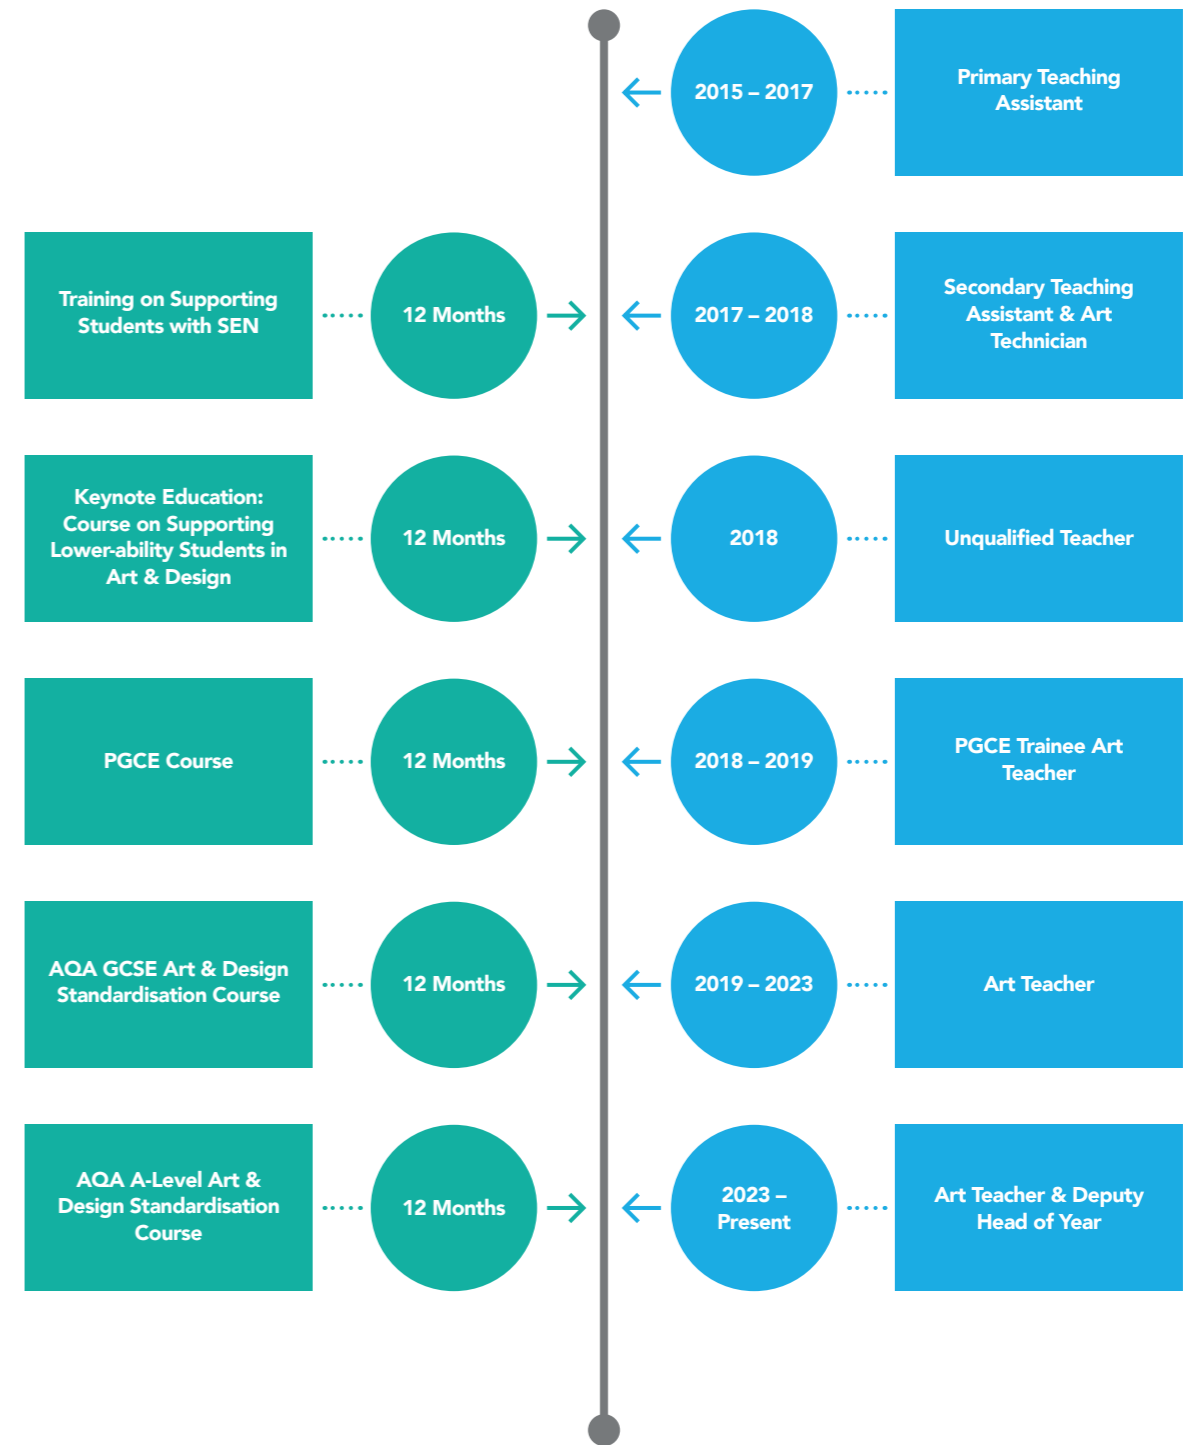 2015 – 2017
Primary Teaching
Assistant
Training on Supporting
Students with SEN
12 Months
2017 – 2018
Secondary Teaching
Assistant & Art
Technician
Keynote Education:
Course on Supporting
Lower-ability Students in
Art & Design
12 Months
2018
Unqualified Teacher
PGCE Course
12 Months
2018 – 2019
PGCE Trainee Art
Teacher
AQA GCSE Art & Design
Standardisation Course
12 Months
2019 – 2023
Art Teacher
AQA A-Level Art &
Design Standardisation
Course
12 Months
2023 –
Present
Art Teacher & Deputy
Head of Year